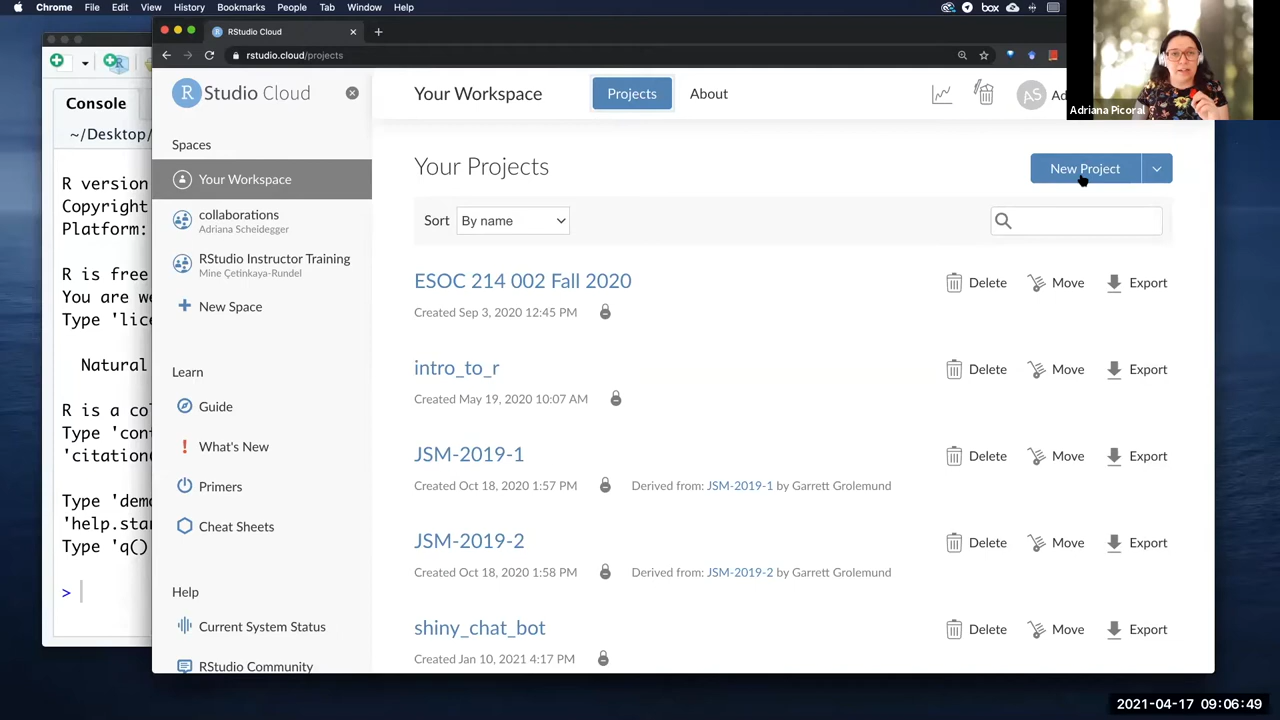 Chrome File Edit View History Bookmarks People Tab Window Help
box
RStudio Cloud
rstudio.cloud/projects
Adriana Picoral
Console
~/Desktop/
R version
Copyright
Platform:
R is free
You are we
Type 'lice
Natural
R is a col
Type 'cont
'citation(
Type 'demo
'help.star
Type 'q()
>
R Studio Cloud
Spaces
Your Workspace
collaborations
Adriana Scheidegger
RStudio Instructor Training
Mine Çetinkaya-Rundel
New Space
Learn
Guide
What's New
Primers
Cheat Sheets
Help
Current System Status
RStudio Community
Your Workspace Projects About
AS Ad
Your Projects
New Project
Sort By name
ESOC 214 002 Fall 2020
Delete Move Export
Created Sep 3, 2020 12:45 PM
intro_to_r
Delete Move Export
Created May 19, 2020 10:07 AM
JSM-2019-1
Delete Move Export
Created Oct 18, 2020 1:57 PM Derived from: JSM-2019-1 by Garrett Grolemund
JSM-2019-2
Delete Move Export
Created Oct 18, 2020 1:58 PM Derived from: JSM-2019-2 by Garrett Grolemund
shiny_chat_bot
Delete Move Export
Created Jan 10, 2021 4:17 PM
2021-04-17 09:06:49